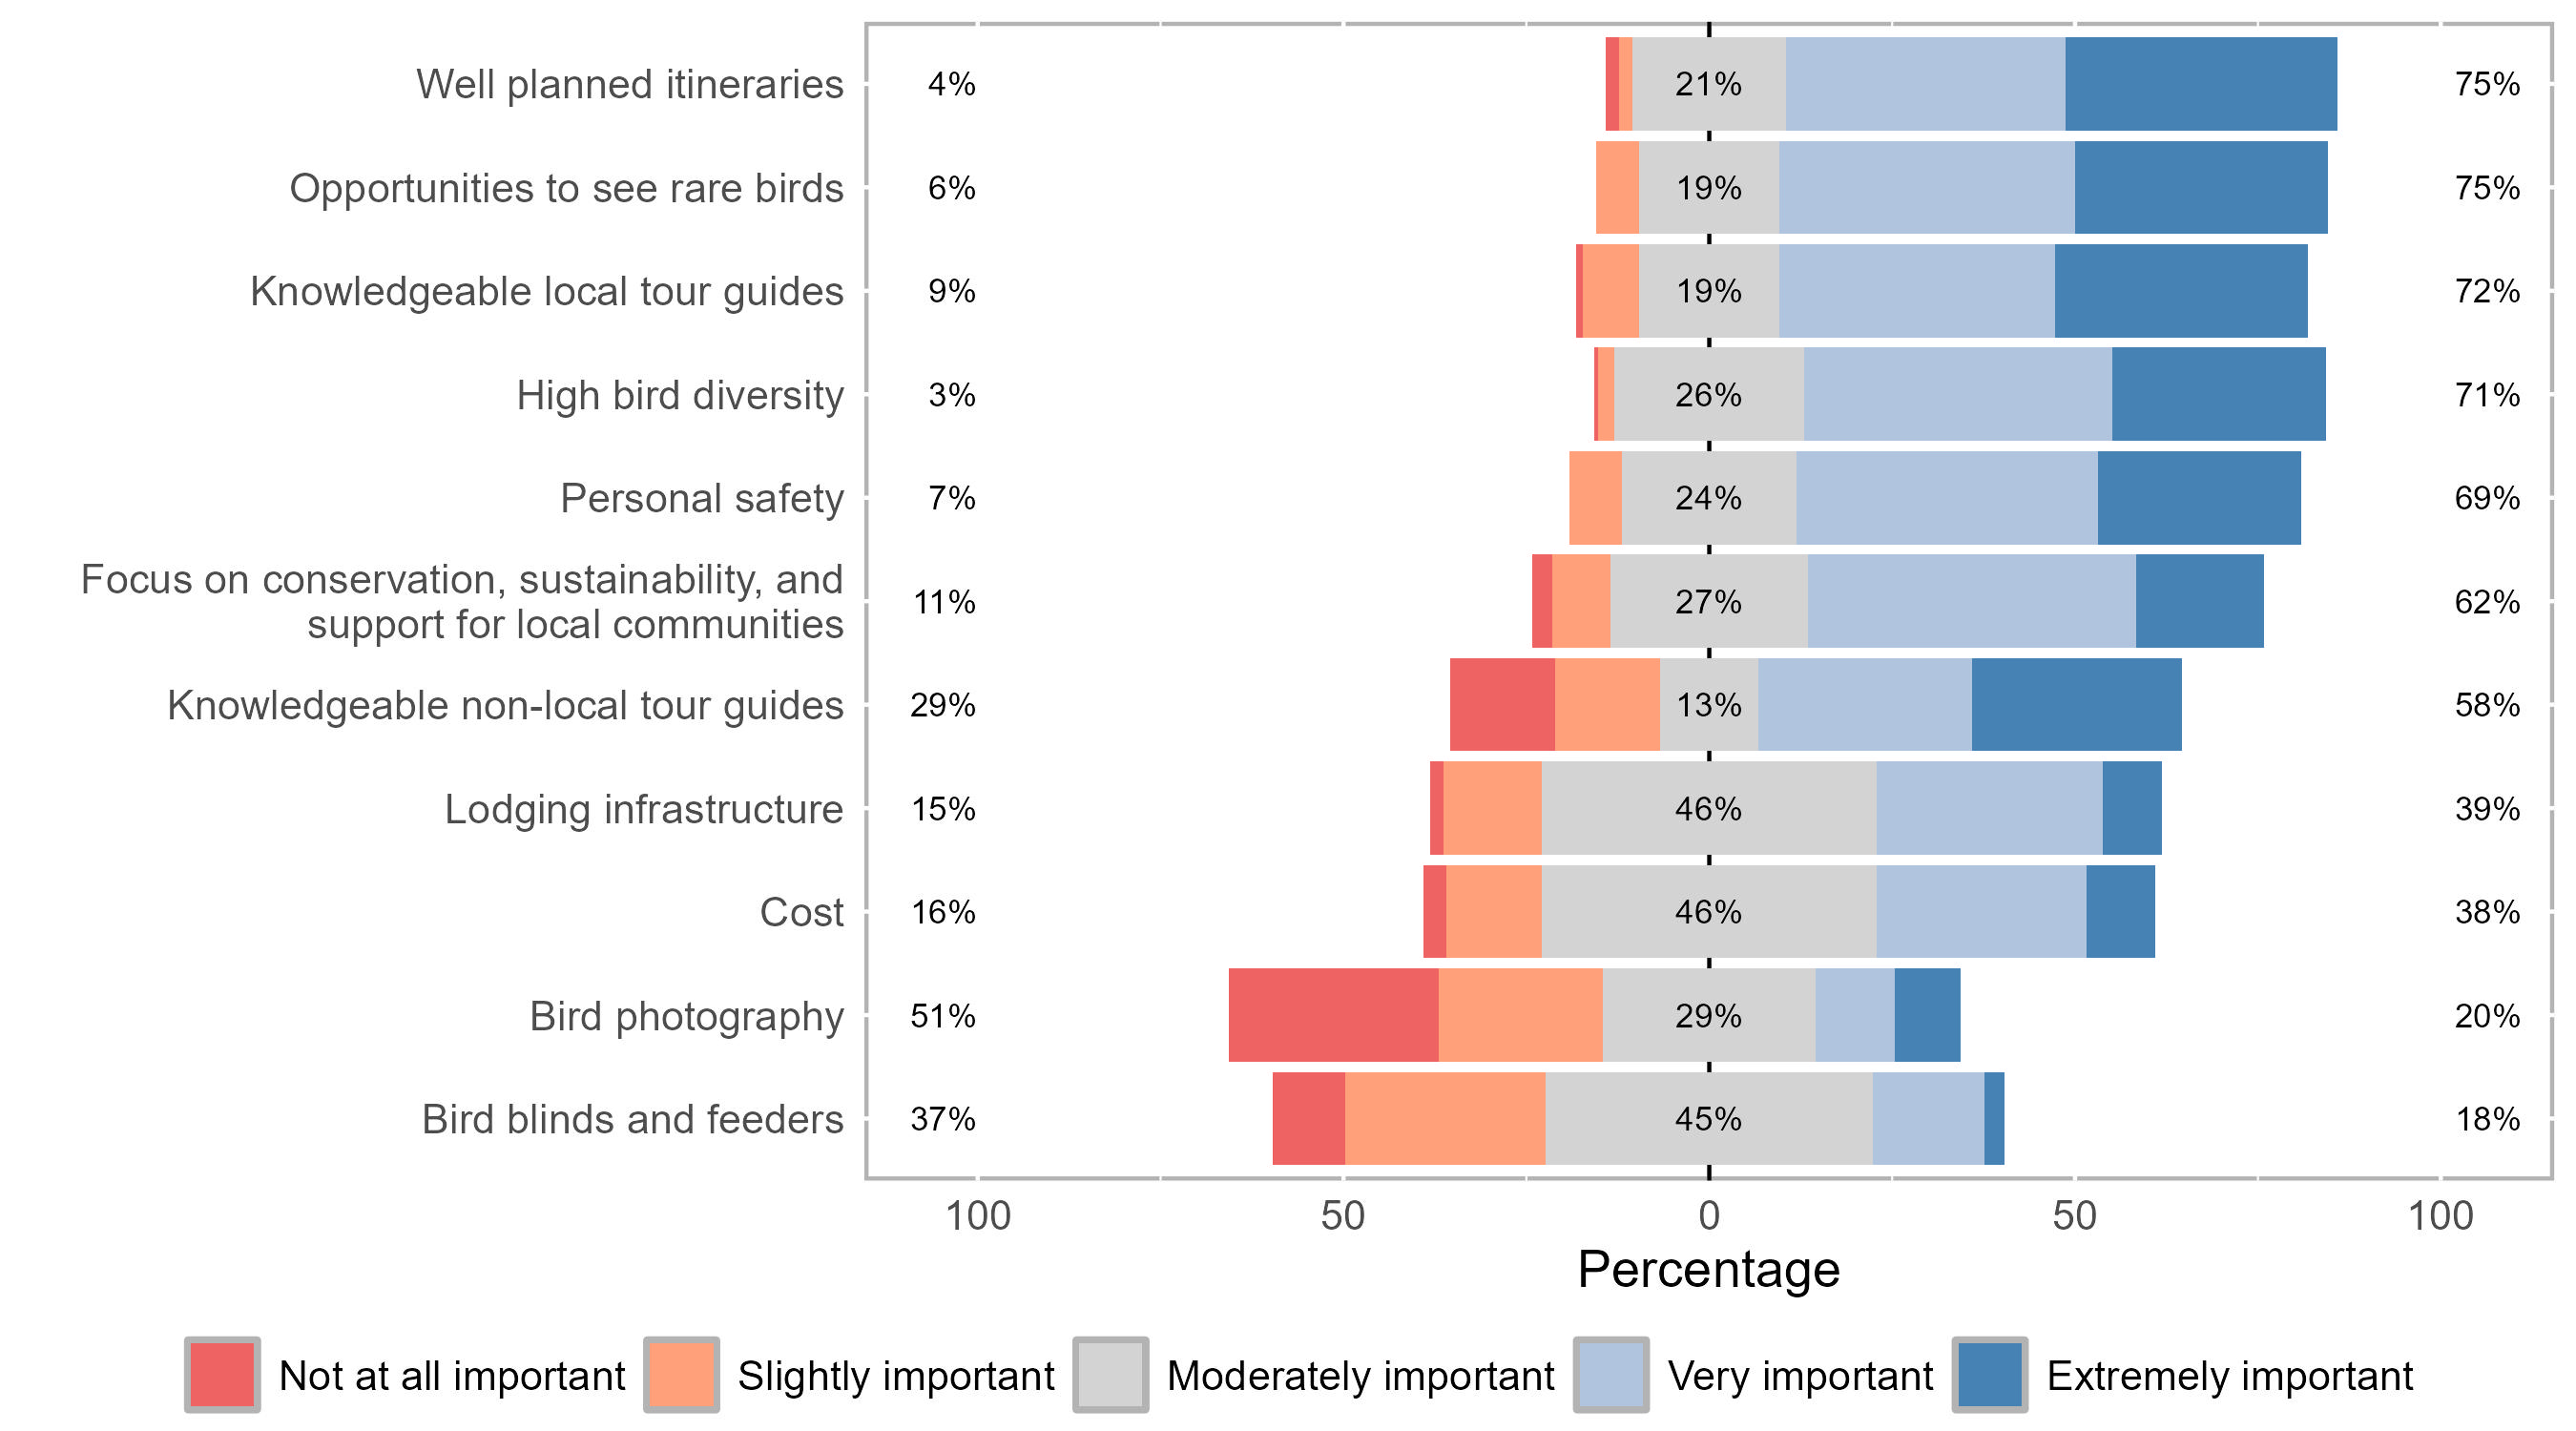 Well planned itineraries 4% 21% 75%
Opportunities to see rare birds 6% 19% 75%
Knowledgeable local tour guides 9% 19% 72%
High bird diversity 3% 26% 71%
Personal safety 7% 24% 69%
Focus on conservation, sustainability, and
support for local communities 11% 27% 62%
Knowledgeable non-local tour guides 29% 13% 58%
Lodging infrastructure 15% 46% 39%
Cost 16% 46% 38%
Bird photography 51% 29% 20%
Bird blinds and feeders 37% 45% 18%
100 50 0 50 100
Percentage
Not at all important Slightly important Moderately important Very important Extremely important